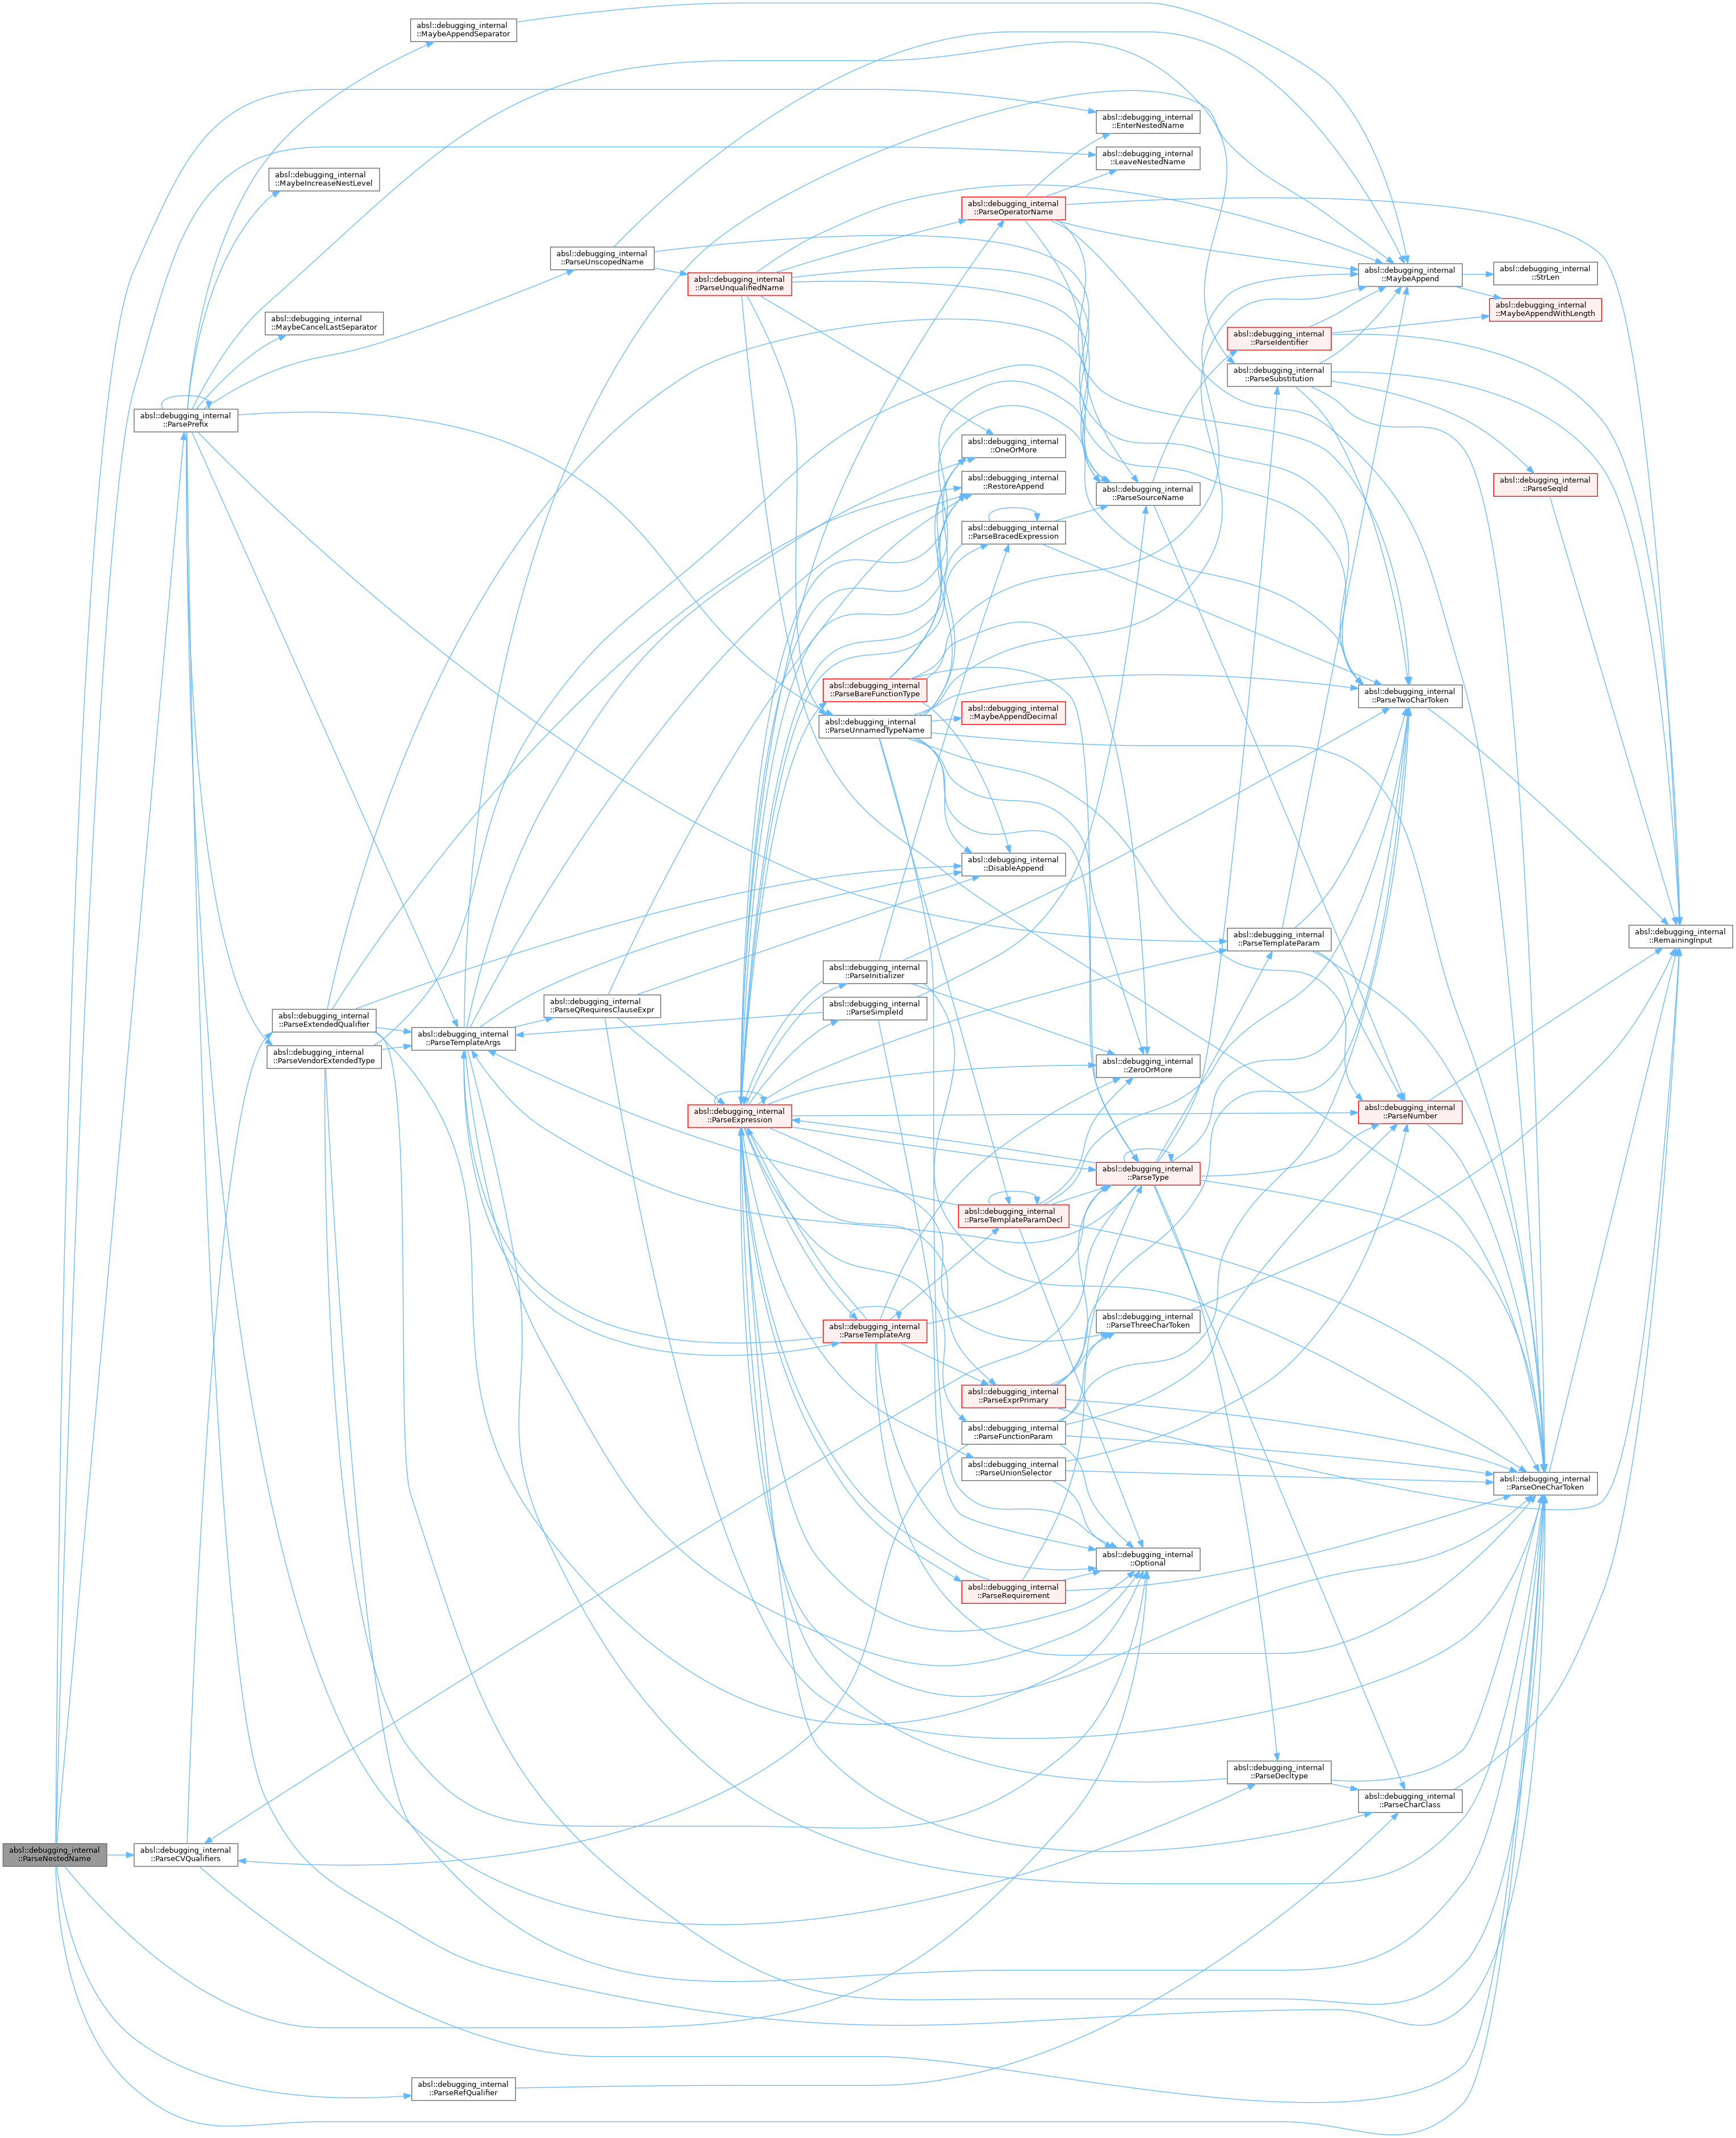 absl::debugging_internal
::MaybeAppendSeparator
absl::debugging_internal
::EnterNestedName
absl::debugging_internal
::LeaveNestedName
absl::debugging_internal
::MaybeIncreaseNestLevel
absl::debugging_internal
::ParseOperatorName
absl::debugging_internal
::ParseUnscopedName
absl::debugging_internal
::MaybeAppend
absl::debugging_internal
::StrLen
absl::debugging_internal
::ParseUnqualifiedName
absl::debugging_internal
::MaybeAppendWithLength
absl::debugging_internal
::MaybeCancelLastSeparator
absl::debugging_internal
::ParseIdentifier
absl::debugging_internal
::ParseSubstitution
absl::debugging_internal
::ParsePrefix
absl::debugging_internal
::OneOrMore
absl::debugging_internal
::RestoreAppend
absl::debugging_internal
::ParseSourceName
absl::debugging_internal
::ParseSeqId
absl::debugging_internal
::ParseBracedExpression
absl::debugging_internal
::ParseBareFunctionType
absl::debugging_internal
::ParseTwoCharToken
absl::debugging_internal
::MaybeAppendDecimal
absl::debugging_internal
::ParseUnnamedTypeName
absl::debugging_internal
::DisableAppend
absl::debugging_internal
::ParseTemplateParam
absl::debugging_internal
::RemainingInput
absl::debugging_internal
::ParseInitializer
absl::debugging_internal
::ParseQRequiresClauseExpr
absl::debugging_internal
::ParseSimpleId
absl::debugging_internal
::ParseExtendedQualifier
absl::debugging_internal
::ParseTemplateArgs
absl::debugging_internal
::ParseVendorExtendedType
absl::debugging_internal
::ZeroOrMore
absl::debugging_internal
::ParseExpression
absl::debugging_internal
::ParseNumber
absl::debugging_internal
::ParseType
absl::debugging_internal
::ParseTemplateParamDecl
absl::debugging_internal
::ParseThreeCharToken
absl::debugging_internal
::ParseTemplateArg
absl::debugging_internal
::ParseExprPrimary
absl::debugging_internal
::ParseFunctionParam
absl::debugging_internal
::ParseUnionSelector
absl::debugging_internal
::ParseOneCharToken
absl::debugging_internal
::Optional
absl::debugging_internal
::ParseRequirement
absl::debugging_internal
::ParseDecltype
absl::debugging_internal
::ParseCharClass
absl::debugging_internal
::ParseNestedName
absl::debugging_internal
::ParseCVQualifiers
absl::debugging_internal
::ParseRefQualifier